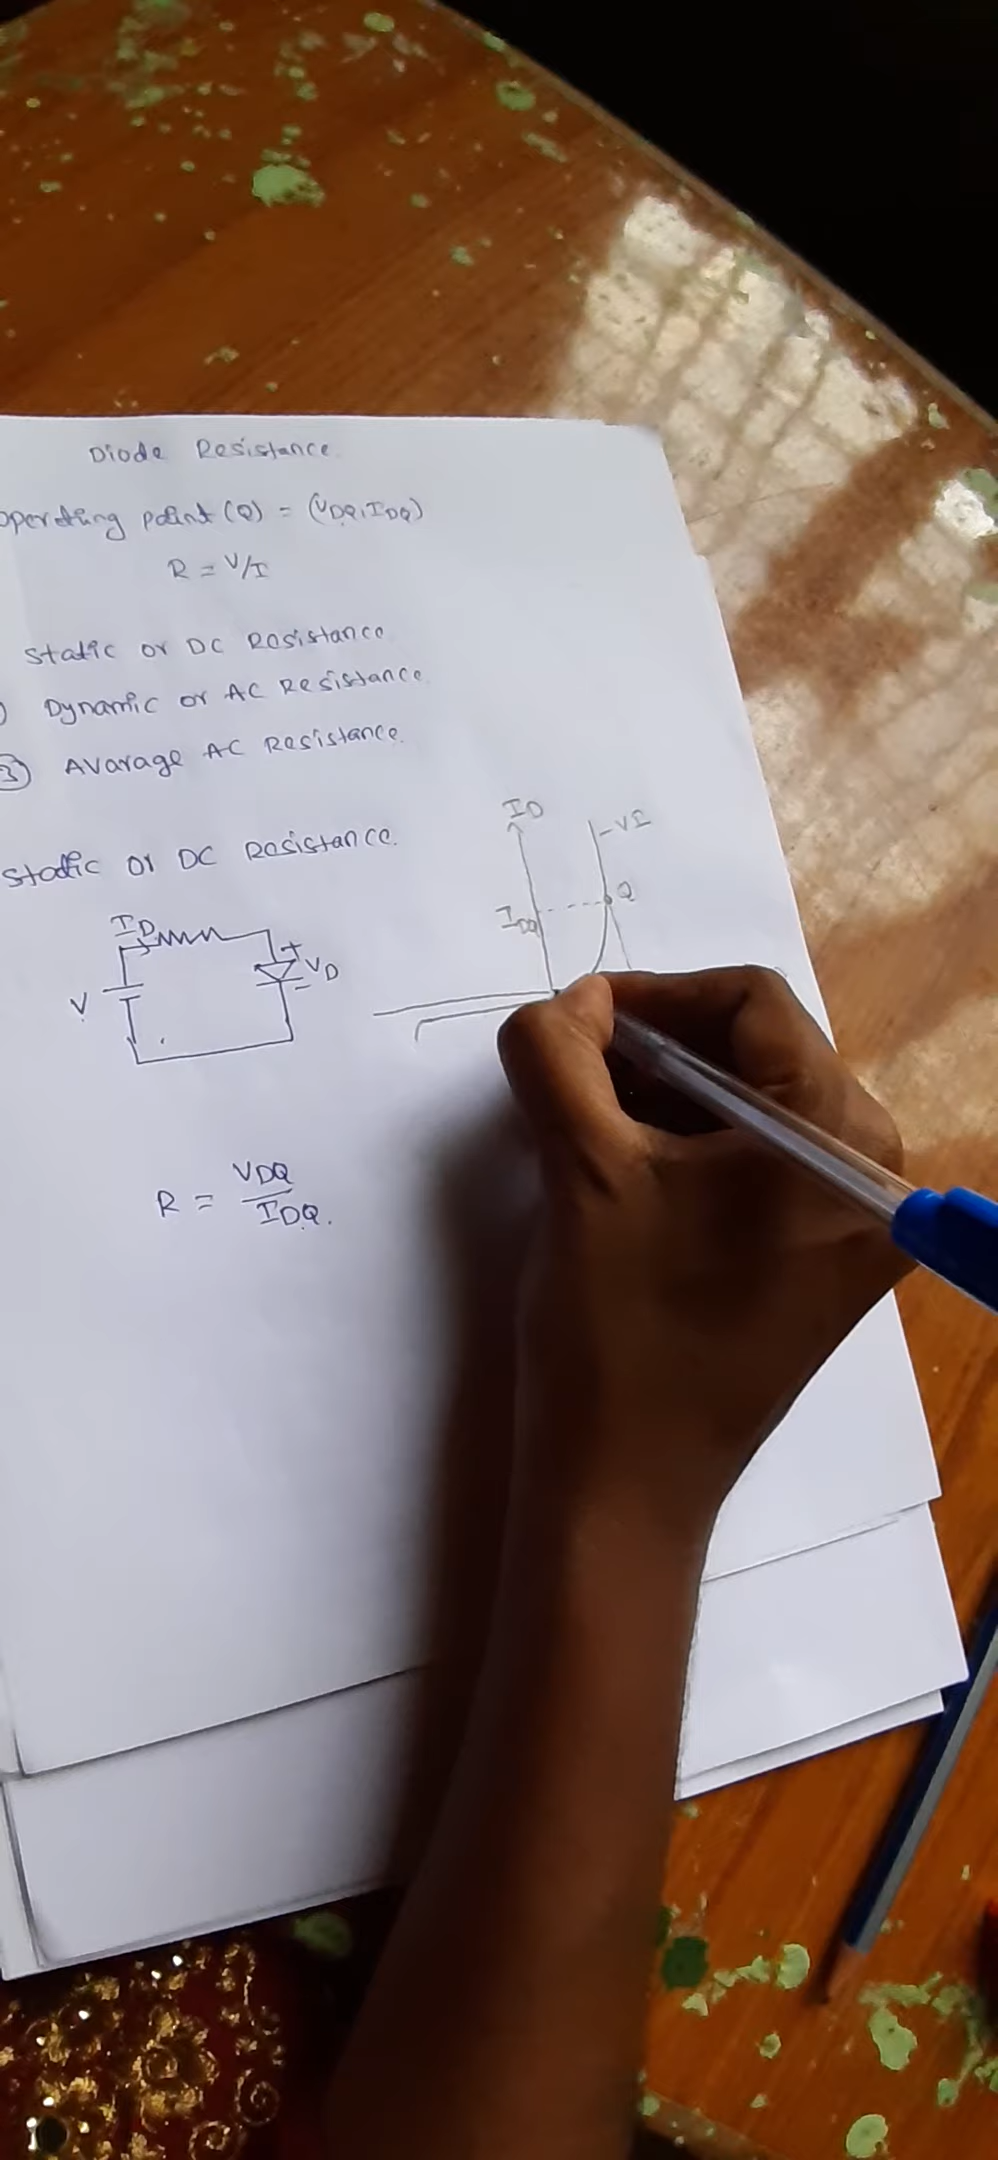 Diode Resistance
Operating point (Q) = (VDQ, IDQ)
R = V/I
Static or DC Resistance
) Dynamic or AC Resistance
3) Avarage AC Resistance.
Static or DC Resistance.
ID
V
+
VD
-
ID
-VI
Q
IDQ
R = VDQ
IDQ.